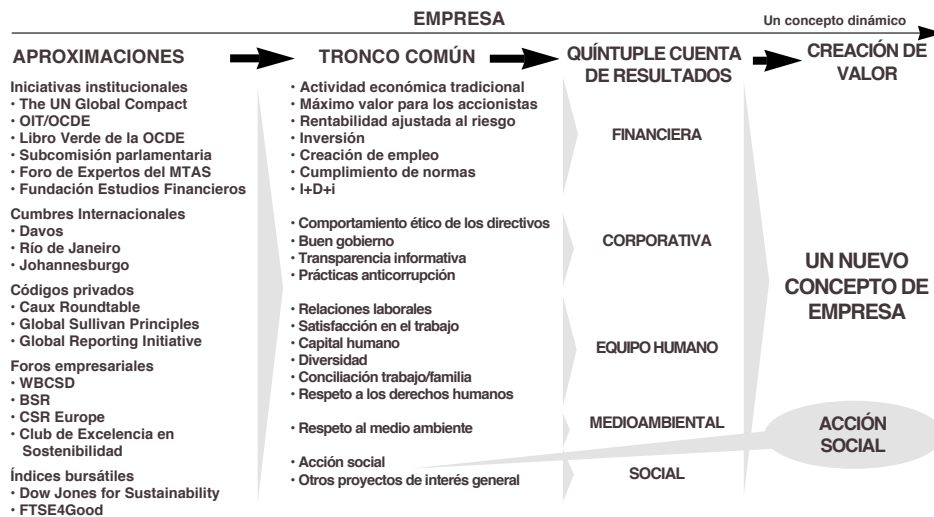 EMPRESA
Un concepto dinámico
APROXIMACIONES
TRONCO COMÚN
QUÍNTUPLE CUENTA
DE RESULTADOS
CREACIÓN DE
VALOR
Iniciativas institucionales
• The UN Global Compact
• OIT/OCDE
• Libro Verde de la OCDE
• Subcomisión parlamentaria
• Foro de Expertos del MTAS
• Fundación Estudios Financieros
Cumbres Internacionales
• Davos
• Río de Janeiro
• Johannesburgo
Códigos privados
• Caux Roundtable
• Global Sullivan Principles
• Global Reporting Initiative
Foros empresariales
• WBCSD
• BSR
• CSR Europe
• Club de Excelencia en
Sostenibilidad
Índices bursátiles
• Dow Jones for Sustainability
• FTSE4Good
• Actividad económica tradicional
• Máximo valor para los accionistas
• Rentabilidad ajustada al riesgo
• Inversión
• Creación de empleo
• Cumplimiento de normas
• I+D+i
• Comportamiento ético de los directivos
• Buen gobierno
• Transparencia informativa
• Prácticas anticorrupción
• Relaciones laborales
• Satisfacción en el trabajo
• Capital humano
• Diversidad
• Conciliación trabajo/familia
• Respeto a los derechos humanos
• Respeto al medio ambiente
• Acción social
• Otros proyectos de interés general
FINANCIERA
CORPORATIVA
EQUIPO HUMANO
MEDIOAMBIENTAL
SOCIAL
UN NUEVO
CONCEPTO DE
EMPRESA
ACCIÓN
SOCIAL